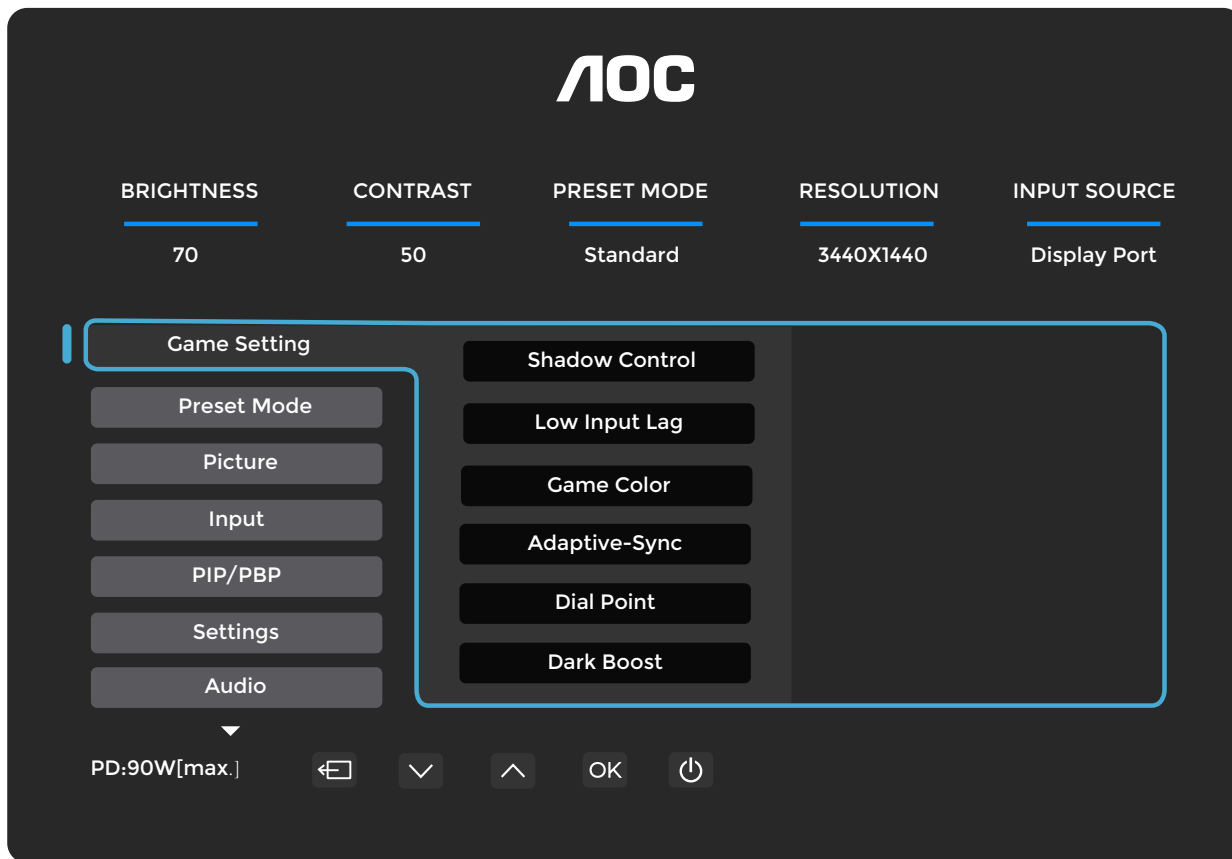 AOC
BRIGHTNESS CONTRAST PRESET MODE RESOLUTION INPUT SOURCE
70 50 Standard 3440X1440 Display Port
Game Setting
Preset Mode
Picture
Input
PIP/PBP
Settings
Audio
Shadow Control
Low Input Lag
Game Color
Adaptive-Sync
Dial Point
Dark Boost
PD:90W[max.]
OK